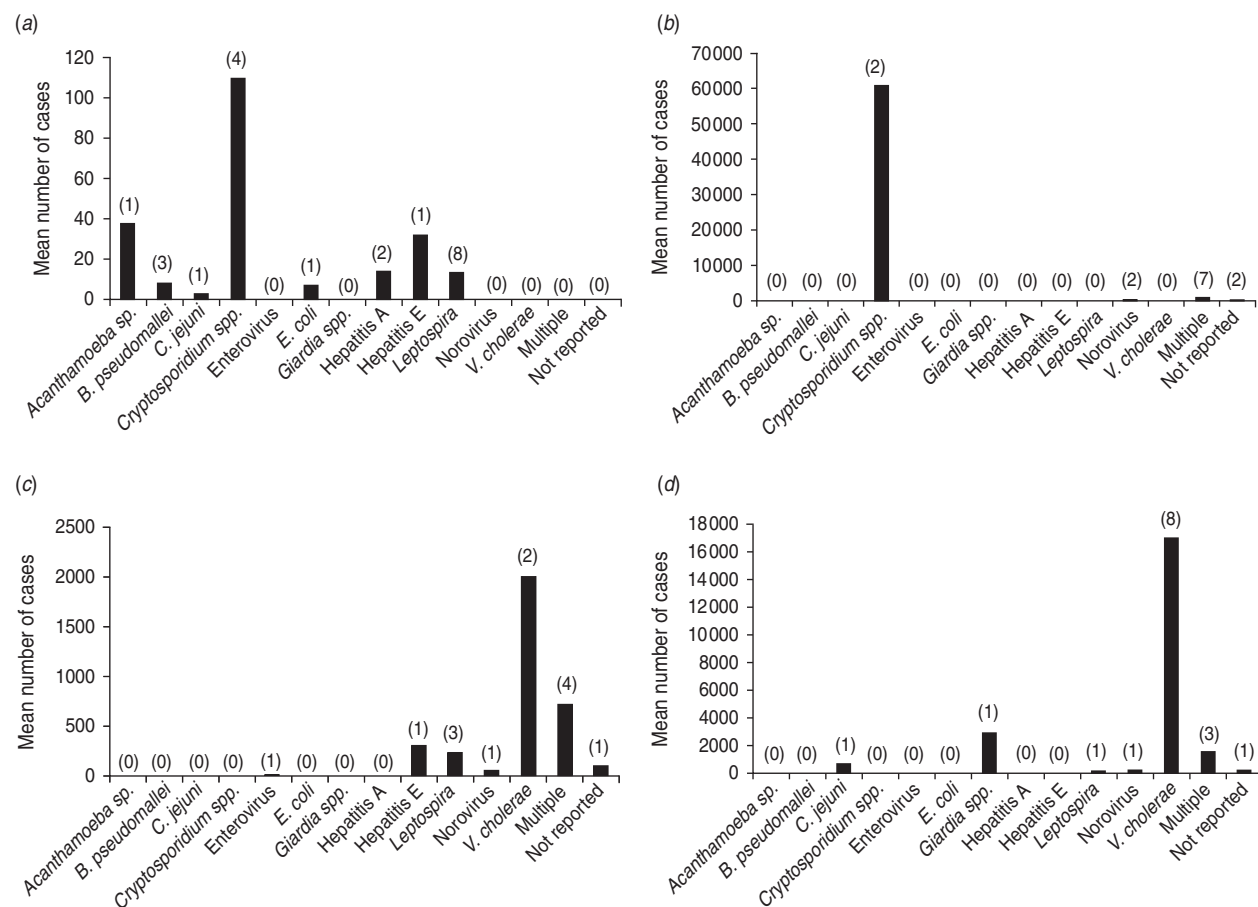 (a)
Mean number of cases
120
100
80
60
40
20
0
(1)
(3)
(1)
(4)
(0)
(1)
(0)
(2)
(1)
(8)
(0)
(0)
(0)
(0)
Acanthamoeba sp.
B. pseudomallei
C. jejuni
Cryptosporidium spp.
Enterovirus
E. coli
Giardia spp.
Hepatitis A
Hepatitis E
Leptospira
Norovirus
V. cholerae
Multiple
Not reported
(b)
Mean number of cases
70000
60000
50000
40000
30000
20000
10000
0
(0)
(0)
(0)
(2)
(0)
(0)
(0)
(0)
(0)
(0)
(2)
(0)
(7)
(2)
Acanthamoeba sp.
B. pseudomallei
C. jejuni
Cryptosporidium spp.
Enterovirus
E. coli
Giardia spp.
Hepatitis A
Hepatitis E
Leptospira
Norovirus
V. cholerae
Multiple
Not reported
(c)
Mean number of cases
2500
2000
1500
1000
500
0
(0)
(0)
(0)
(0)
(1)
(0)
(0)
(0)
(1)
(3)
(1)
(2)
(4)
(1)
Acanthamoeba sp.
B. pseudomallei
C. jejuni
Cryptosporidium spp.
Enterovirus
E. coli
Giardia spp.
Hepatitis A
Hepatitis E
Leptospira
Norovirus
V. cholerae
Multiple
Not reported
(d)
Mean number of cases
18000
16000
14000
12000
10000
8000
6000
4000
2000
0
(0)
(0)
(1)
(0)
(0)
(0)
(1)
(0)
(0)
(1)
(1)
(8)
(3)
(1)
Acanthamoeba sp.
B. pseudomallei
C. jejuni
Cryptosporidium spp.
Enterovirus
E. coli
Giardia spp.
Hepatitis A
Hepatitis E
Leptospira
Norovirus
V. cholerae
Multiple
Not reported